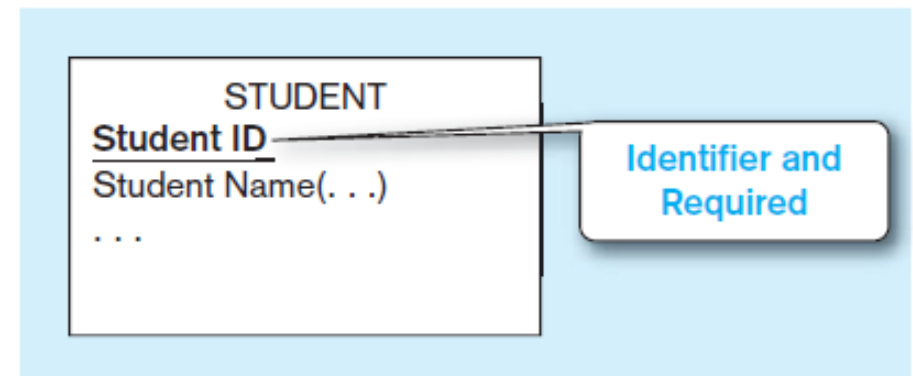 STUDENT
Student ID
Student Name(. . .)
. . .
Identifier and
Required